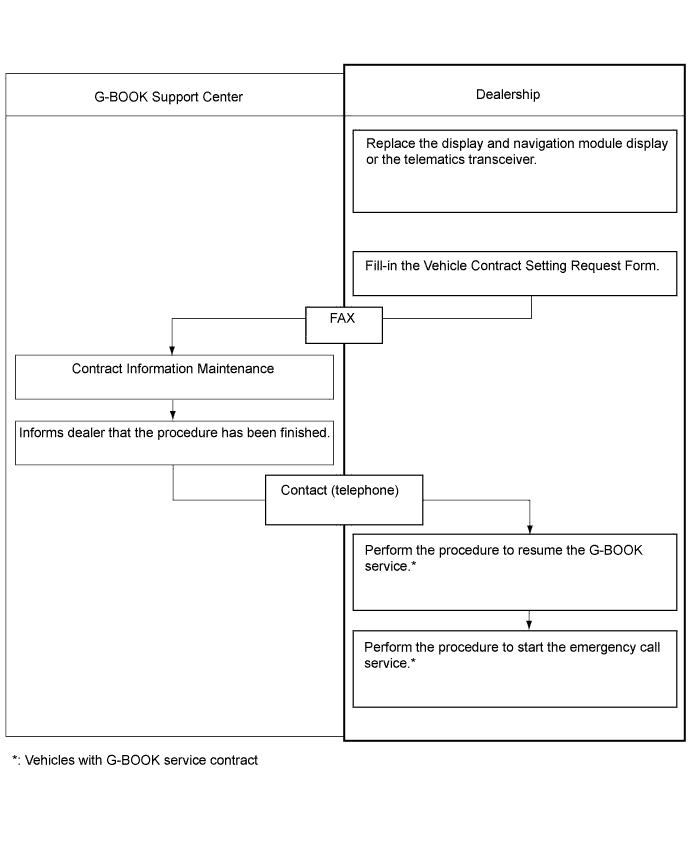 G-BOOK Support Center
Dealership
Replace the display and navigation module display
or the telematics transceiver.
Fill-in the Vehicle Contract Setting Request Form.
FAX
Contract Information Maintenance
Informs dealer that the procedure has been finished.
Contact (telephone)
Perform the procedure to resume the G-BOOK
service.*
Perform the procedure to start the emergency call
service.*
*: Vehicles with G-BOOK service contract